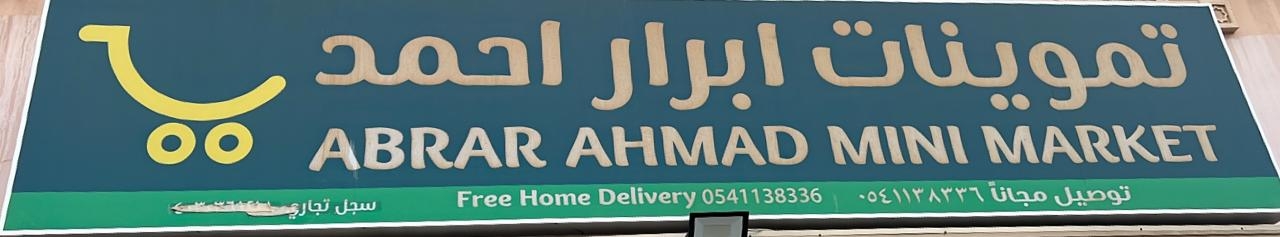 تموينات ابرار احمد
ABRAR AHMAD MINI MARKET
توصيل مجاناً ٠٥٤١١٣٨٣٣٦ Free Home Delivery 0541138336 سجل تجاري